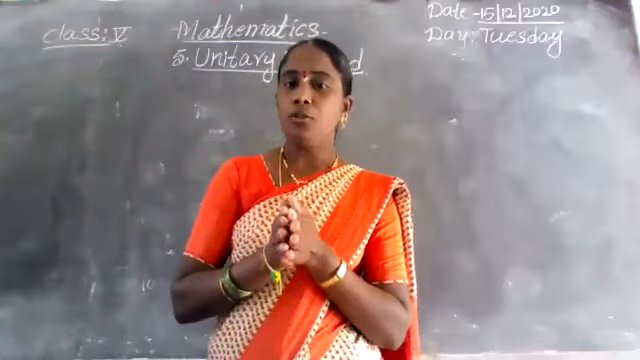 Class: V
Mathematics
5. Unitary
Date - 15/12/2020
Day: Tuesday